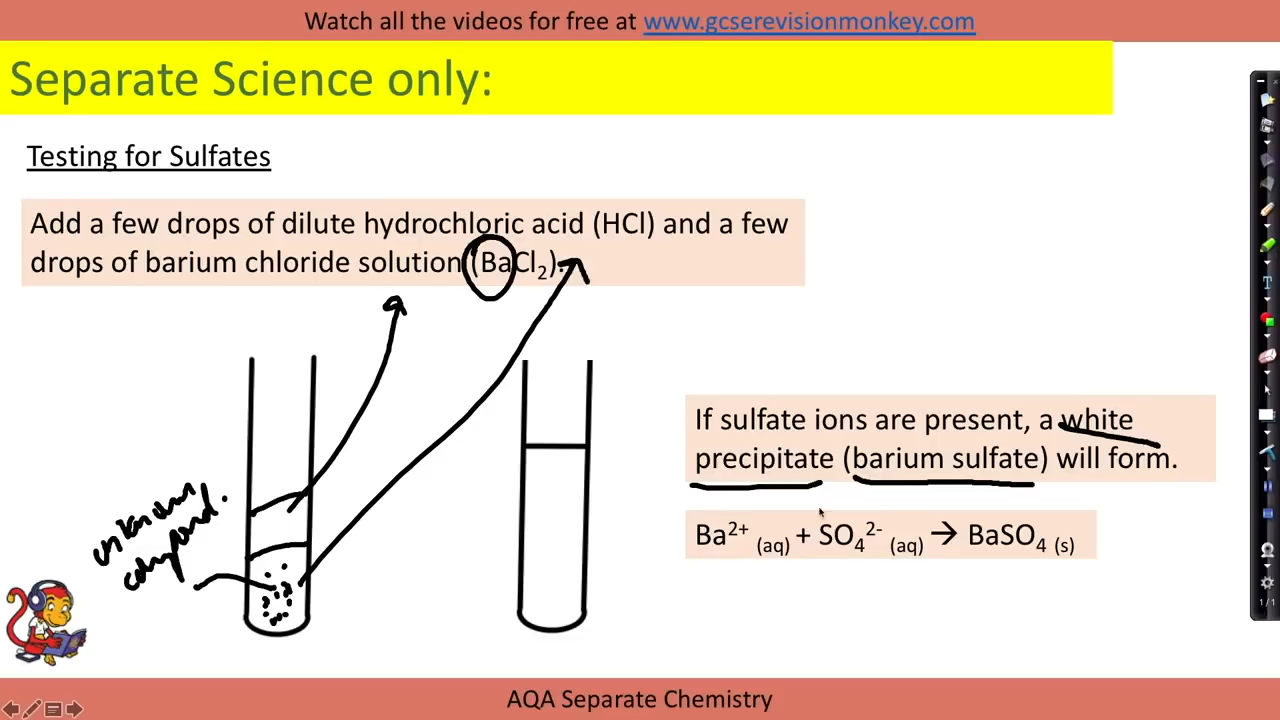 Watch all the videos for free at www.gcserevisionmonkey.com
Separate Science only:
Testing for Sulfates
Add a few drops of dilute hydrochloric acid (HCl) and a few
drops of barium chloride solution (BaCl₂).
unknown
compound.
If sulfate ions are present, a white
precipitate (barium sulfate) will form.
Ba²⁺ (aq) + SO₄²⁻ (aq) → BaSO₄ (s)
AQA Separate Chemistry
1/1